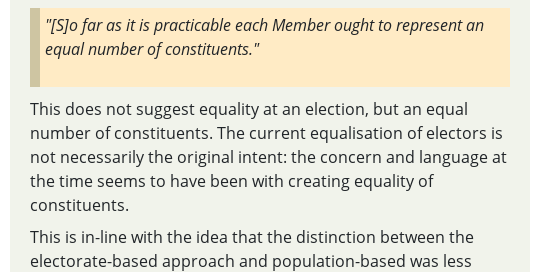 "[S]o far as it is practicable each Member ought to represent an
equal number of constituents."
This does not suggest equality at an election, but an equal
number of constituents. The current equalisation of electors is
not necessarily the original intent: the concern and language at
the time seems to have been with creating equality of
constituents.
This is in-line with the idea that the distinction between the
electorate-based approach and population-based was less